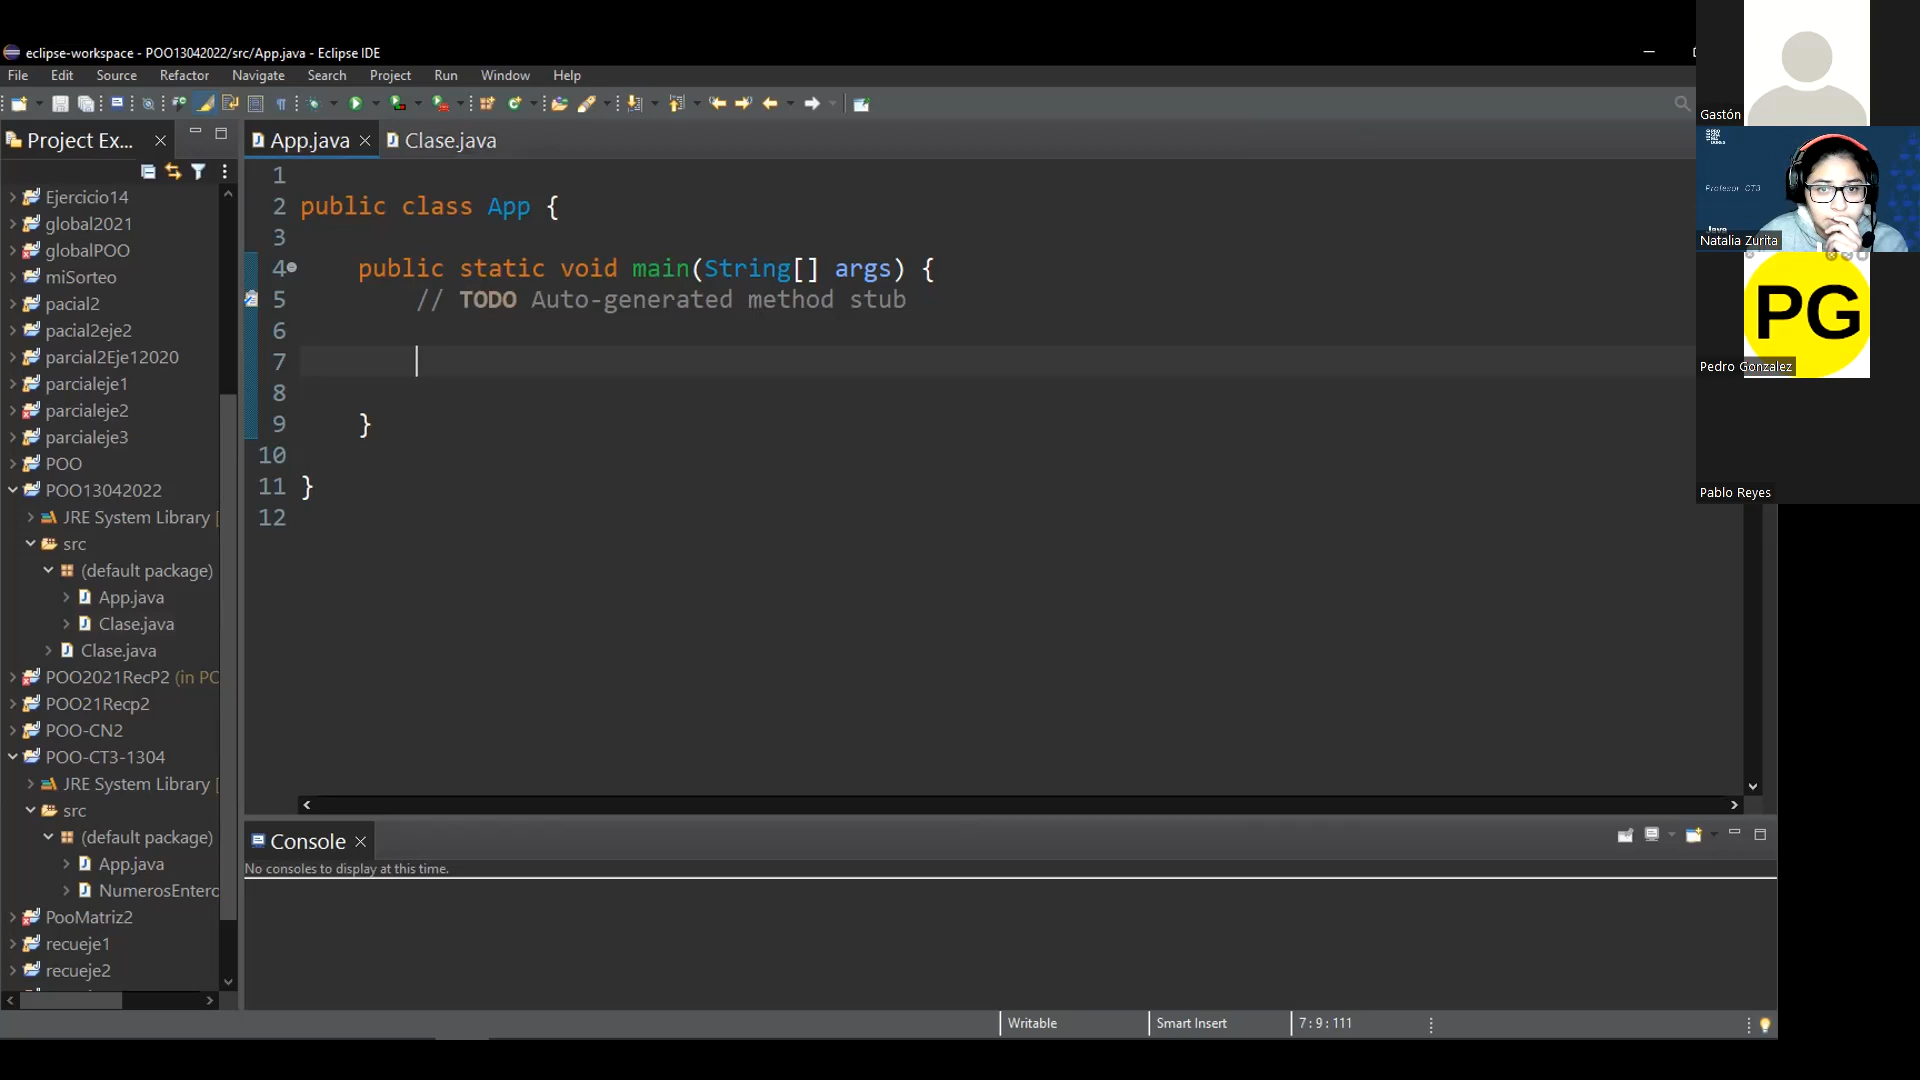 eclipse-workspace - POO13042022/src/App.java - Eclipse IDE
File Edit Source Refactor Navigate Search Project Run Window Help
Project Ex...
App.java
Clase.java
Ejercicio14
global2021
globalPOO
miSorteo
pacial2
pacial2eje2
parcial2Eje12020
parcialeje1
parcialeje2
parcialeje3
POO
POO13042022
JRE System Library [
src
(default package)
App.java
Clase.java
Clase.java
POO2021RecP2 (in PC
POO21Recp2
POO-CN2
POO-CT3-1304
JRE System Library [
src
(default package)
App.java
NumerosEnterc
PooMatriz2
recueje1
recueje2
1
2 public class App {
3
4 public static void main(String[] args) {
5 // TODO Auto-generated method stub
6
7
8
9 }
10
11 }
12
Console
No consoles to display at this time.
Writable Smart Insert 7 : 9 : 111
Gastón
Profesor CT3
Java
Natalia Zurita
PG
Pedro Gonzalez
Pablo Reyes